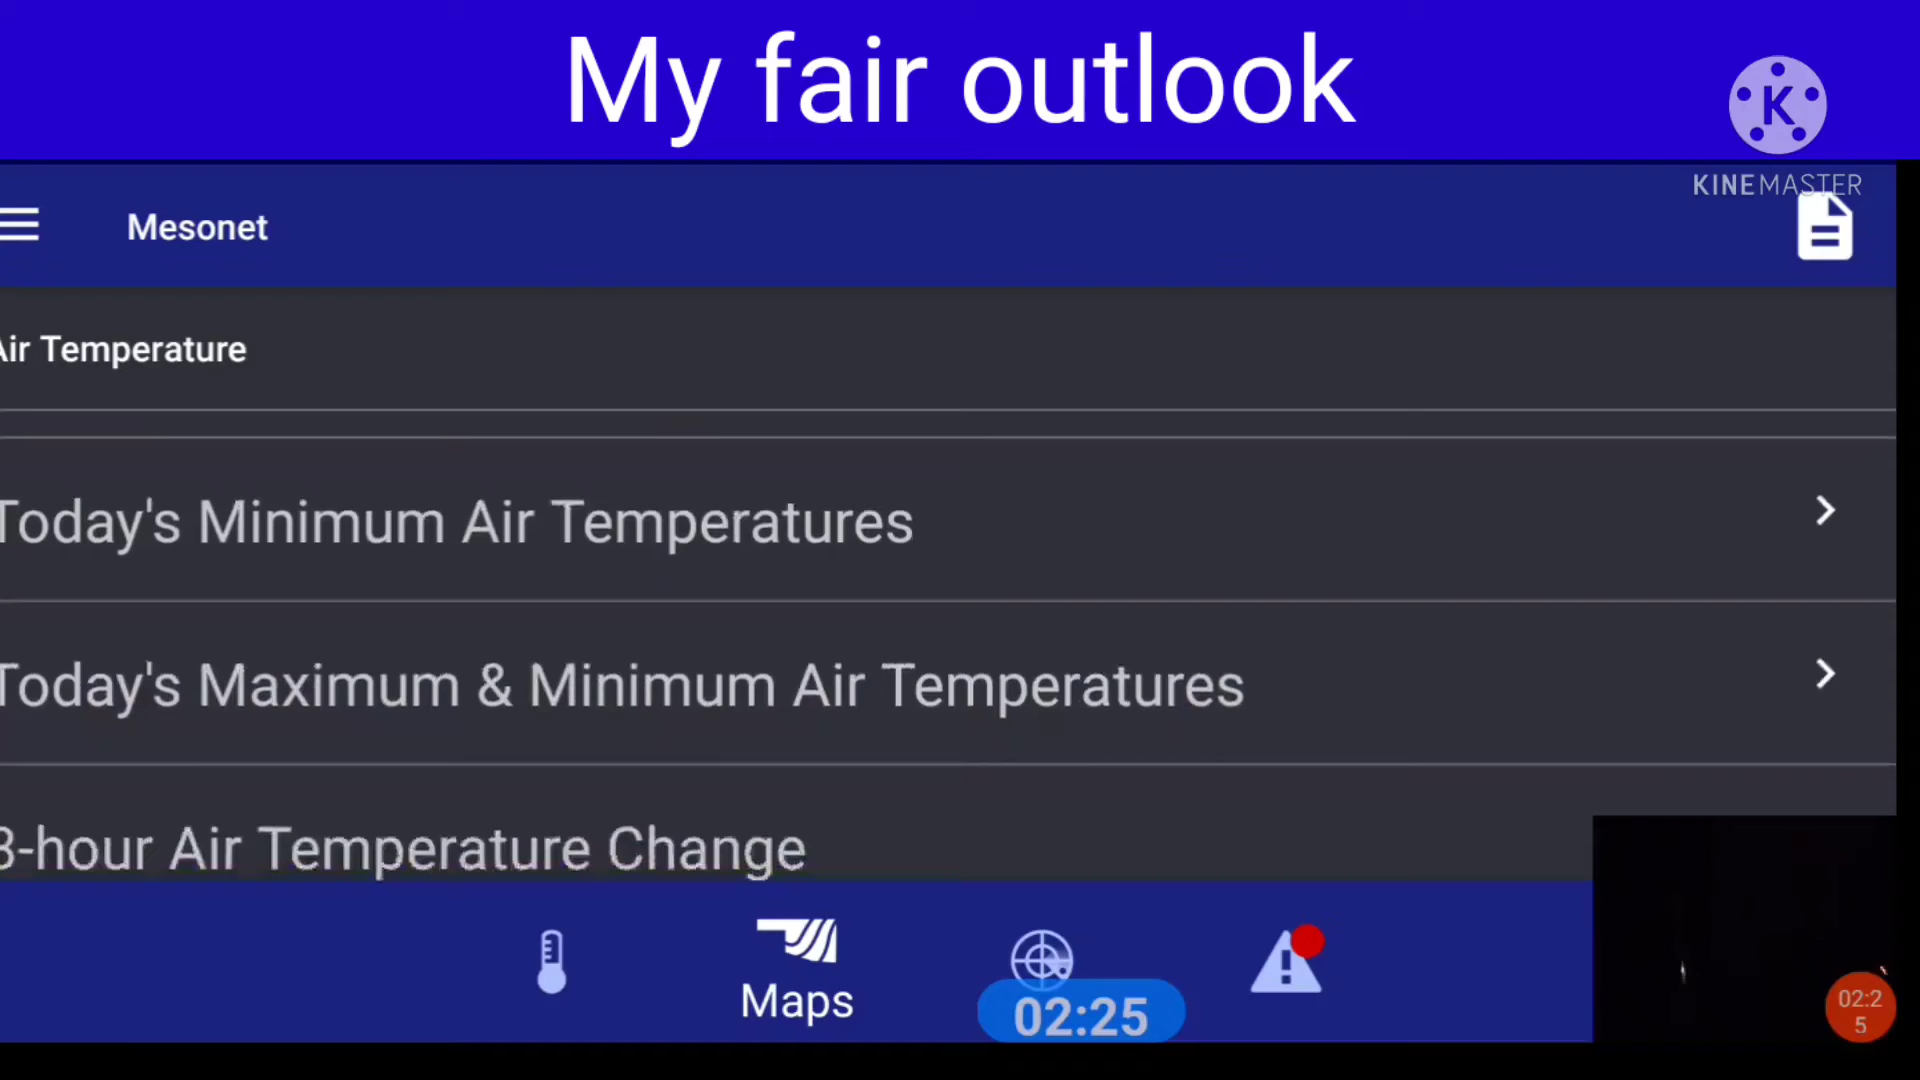 My fair outlook
K
KINEMASTER
Mesonet
Air Temperature
Today's Minimum Air Temperatures
Today's Maximum & Minimum Air Temperatures
3-hour Air Temperature Change
Maps
02:25
02:2
5